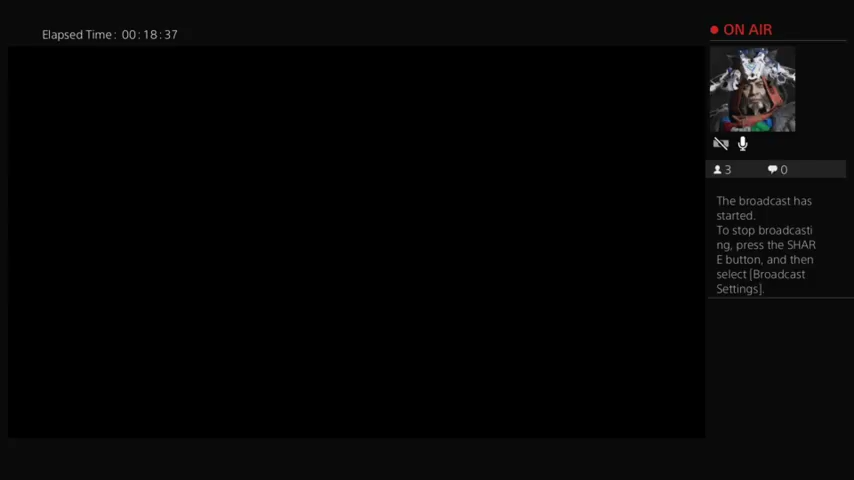 Elapsed Time: 00:18:37
ON AIR
3 0
The broadcast has
started.
To stop broadcasti
ng, press the SHAR
E button, and then
select [Broadcast
Settings].